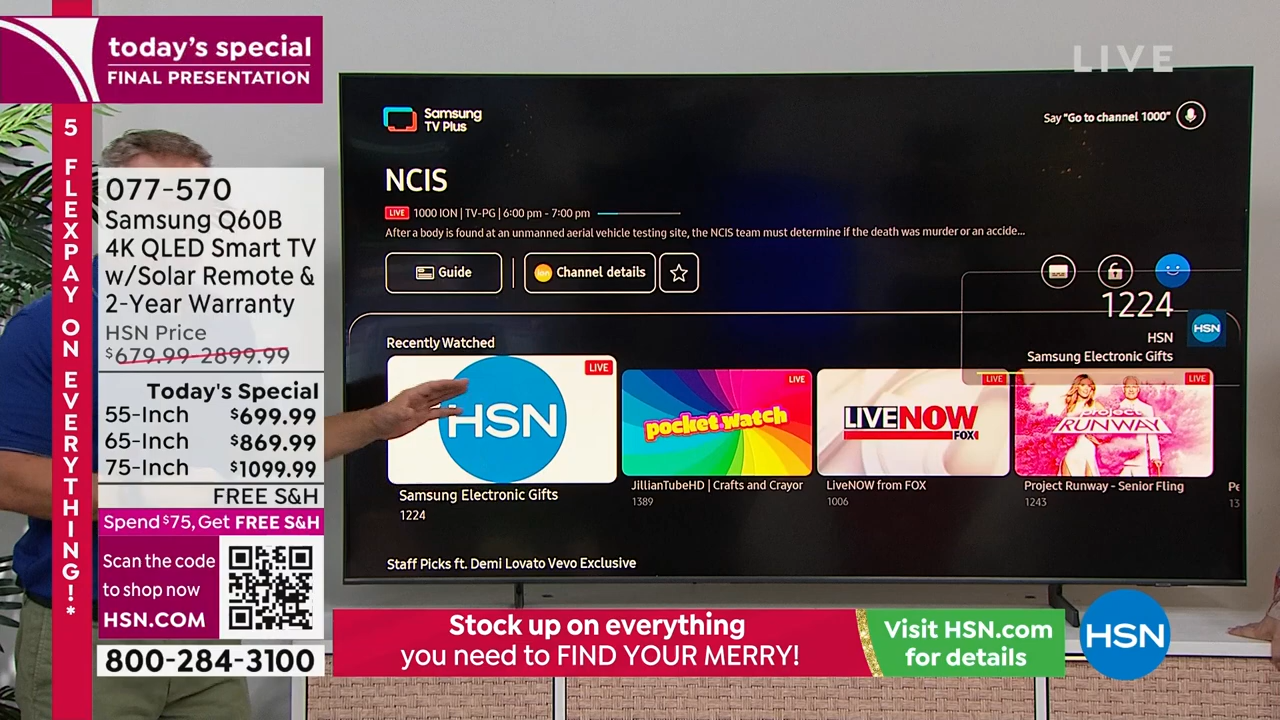 today's special
FINAL PRESENTATION
5 FLEXPAY ON EVERYTHING!*
077-570
Samsung Q60B
4K QLED Smart TV
w/Solar Remote &
2-Year Warranty
HSN Price
$679.99-2899.99
Today's Special
55-Inch $699.99
65-Inch $869.99
75-Inch $1099.99
FREE S&H
Spend $75, Get FREE S&H
Scan the code
to shop now
HSN.COM
800-284-3100
LIVE
Samsung
TV Plus
Say "Go to channel 1000"
NCIS
LIVE 1000 ION | TV-PG | 6:00 pm - 7:00 pm
After a body is found at an unmanned aerial vehicle testing site, the NCIS team must determine if the death was murder or an accide...
Guide
ion Channel details
1224
HSN
HSN
Samsung Electronic Gifts
Recently Watched
LIVE
HSN
Samsung Electronic Gifts
1224
LIVE
pocket watch
JillianTubeHD | Crafts and Crayor
1389
LIVE
LIVENOW
FOX
LiveNOW from FOX
1006
LIVE
project
RUNWAY
Project Runway - Senior Fling
1243
Pe
13
Staff Picks ft. Demi Lovato Vevo Exclusive
Stock up on everything
you need to FIND YOUR MERRY!
Visit HSN.com
for details
HSN